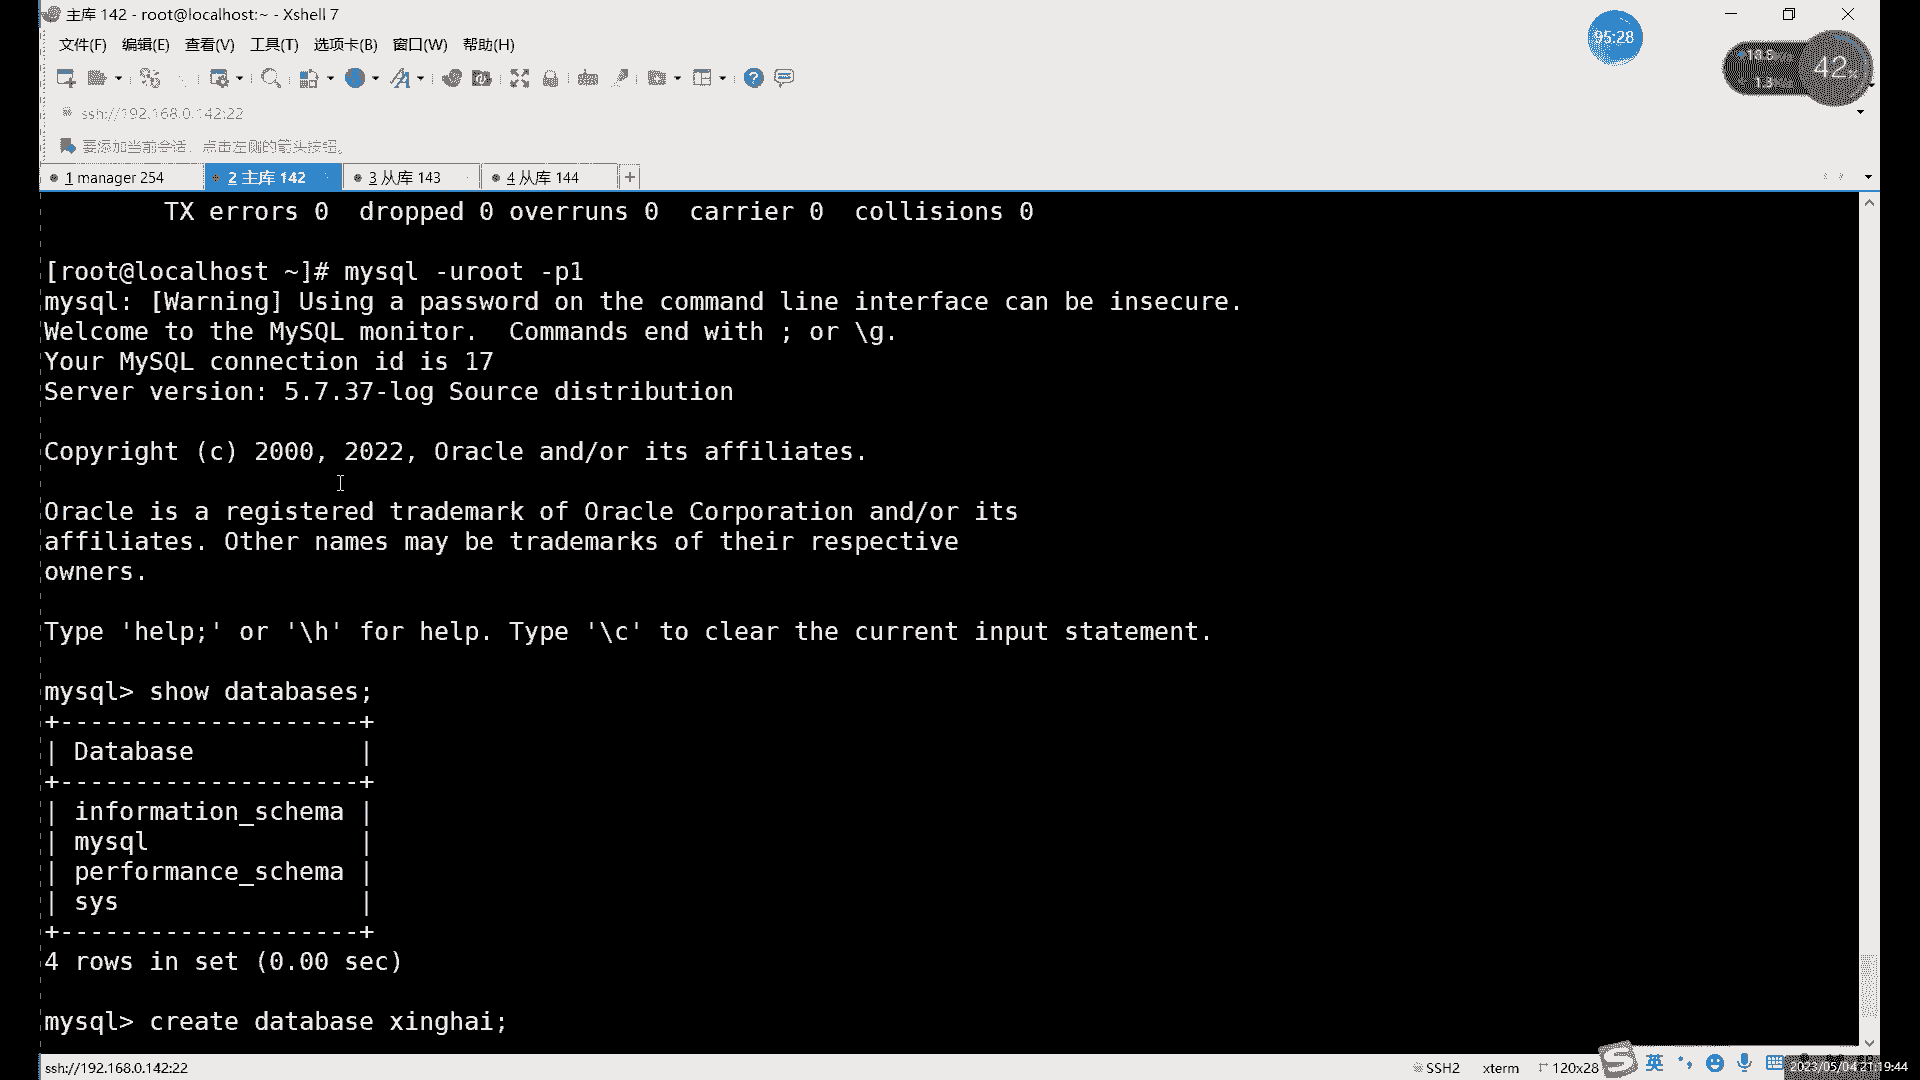 主库 142 - root@localhost:~ - Xshell 7
95:28
文件(F) 编辑(E) 查看(V) 工具(T) 选项卡(B) 窗口(W) 帮助(H)
42
ssh://192.168.0.142:22
要添加当前会话，点击左侧的箭头按钮。
1 manager 254 2 主库 142 3 从库 143 4 从库 144 +
TX errors 0  dropped 0 overruns 0  carrier 0  collisions 0
[root@localhost ~]# mysql -uroot -p1
mysql: [Warning] Using a password on the command line interface can be insecure.
Welcome to the MySQL monitor.  Commands end with ; or \g.
Your MySQL connection id is 17
Server version: 5.7.37-log Source distribution
Copyright (c) 2000, 2022, Oracle and/or its affiliates.
Oracle is a registered trademark of Oracle Corporation and/or its
affiliates. Other names may be trademarks of their respective
owners.
Type 'help;' or '\h' for help. Type '\c' to clear the current input statement.
mysql> show databases;
+--------------------+
| Database           |
+--------------------+
| information_schema |
| mysql              |
| performance_schema |
| sys                |
+--------------------+
4 rows in set (0.00 sec)
mysql> create database xinghai;
ssh://192.168.0.142:22 SSH2 xterm 120x28 英 2023/05/04 21:19:44